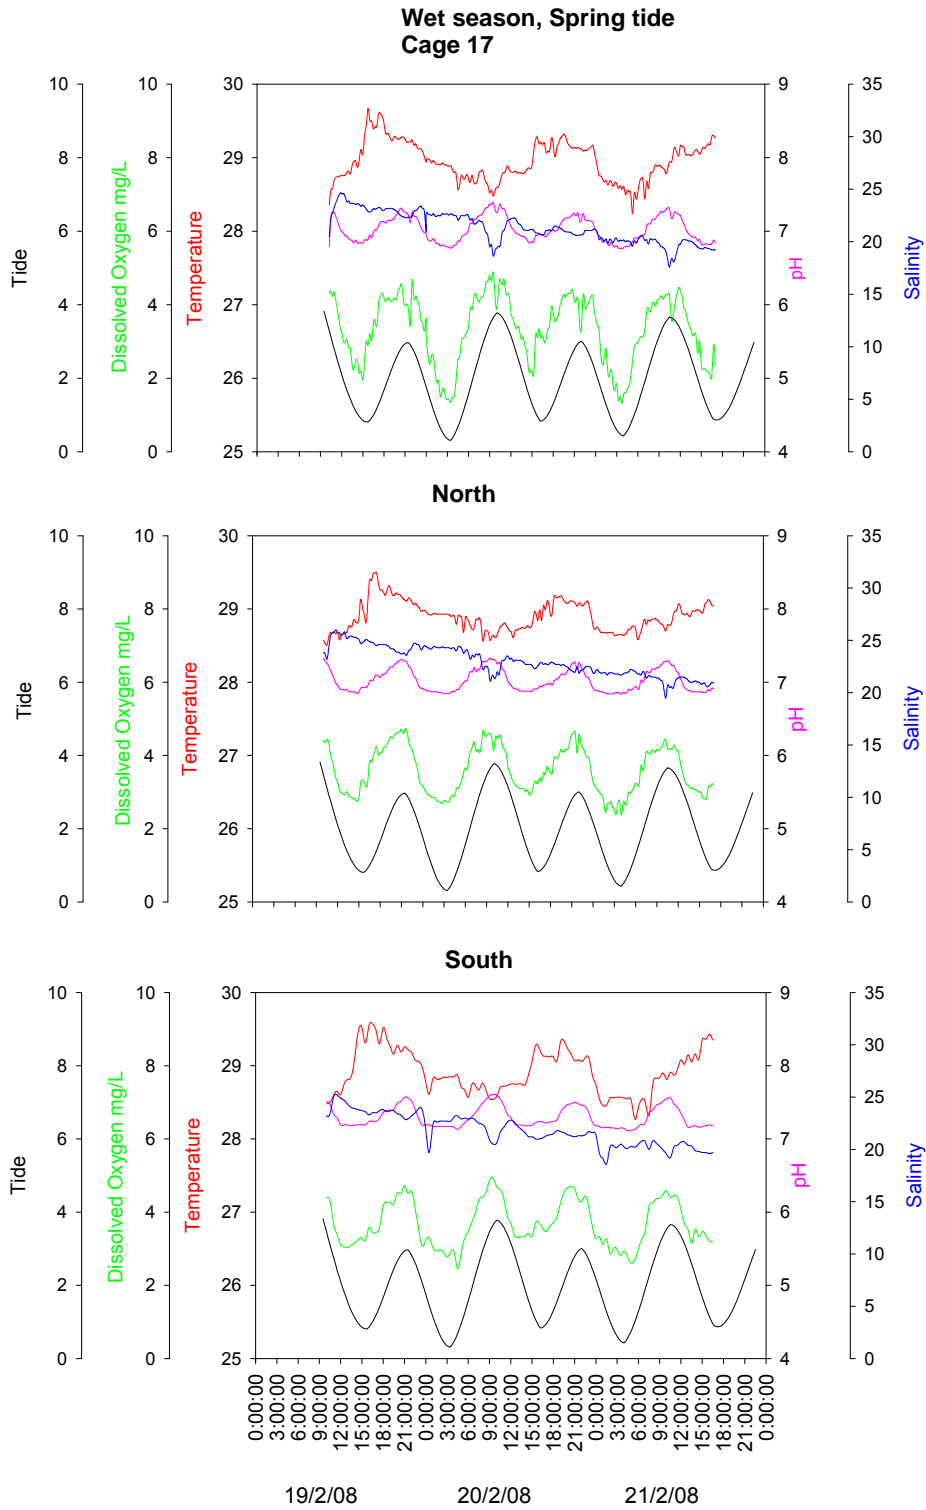 Wet season, Spring tide
Cage 17
10 10 30 9 35
8 8 29 8 30
25
6 6 28 7 20
15
4 4 27 6
10
2 2 26 5 5
0 0 25 4 0
Tide
Dissolved Oxygen mg/L
Temperature
pH
Salinity
North
10 10 30 9 35
8 8 29 8 30
25
6 6 28 7 20
15
4 4 27 6
10
2 2 26 5 5
0 0 25 4 0
Tide
Dissolved Oxygen mg/L
Temperature
pH
Salinity
South
10 10 30 9 35
8 8 29 8 30
25
6 6 28 7 20
15
4 4 27 6
10
2 2 26 5 5
0 0 25 4 0
Tide
Dissolved Oxygen mg/L
Temperature
pH
Salinity
0:00:00
3:00:00
6:00:00
9:00:00
12:00:00
15:00:00
18:00:00
21:00:00
0:00:00
3:00:00
6:00:00
9:00:00
12:00:00
15:00:00
18:00:00
21:00:00
0:00:00
3:00:00
6:00:00
9:00:00
12:00:00
15:00:00
18:00:00
21:00:00
0:00:00
19/2/08 20/2/08 21/2/08